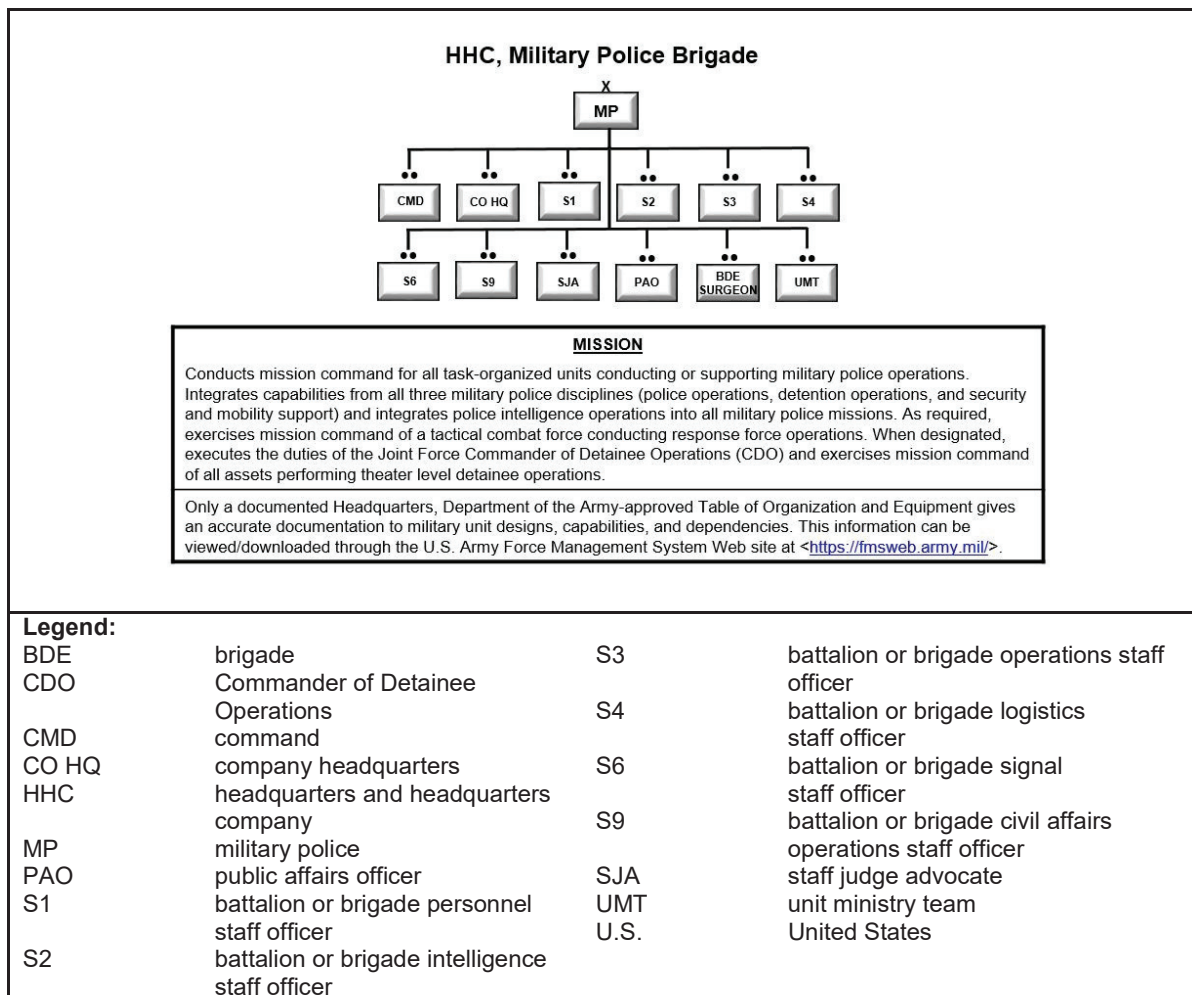 HHC, Military Police Brigade
X
MP
CMD
CO HQ
S1
S2
S3
S4
S6
S9
SJA
PAO
BDE
SURGEON
UMT
MISSION
Conducts mission command for all task-organized units conducting or supporting military police operations.
Integrates capabilities from all three military police disciplines (police operations, detention operations, and security
and mobility support) and integrates police intelligence operations into all military police missions. As required,
exercises mission command of a tactical combat force conducting response force operations. When designated,
executes the duties of the Joint Force Commander of Detainee Operations (CDO) and exercises mission command
of all assets performing theater level detainee operations.
Only a documented Headquarters, Department of the Army-approved Table of Organization and Equipment gives
an accurate documentation to military unit designs, capabilities, and dependencies. This information can be
viewed/downloaded through the U.S. Army Force Management System Web site at <https://fmsweb.army.mil/>.
Legend:
BDE brigade
CDO Commander of Detainee
Operations
CMD command
CO HQ company headquarters
HHC headquarters and headquarters
company
MP military police
PAO public affairs officer
S1 battalion or brigade personnel
staff officer
S2 battalion or brigade intelligence
staff officer
S3 battalion or brigade operations staff
officer
S4 battalion or brigade logistics
staff officer
S6 battalion or brigade signal
staff officer
S9 battalion or brigade civil affairs
operations staff officer
SJA staff judge advocate
UMT unit ministry team
U.S. United States